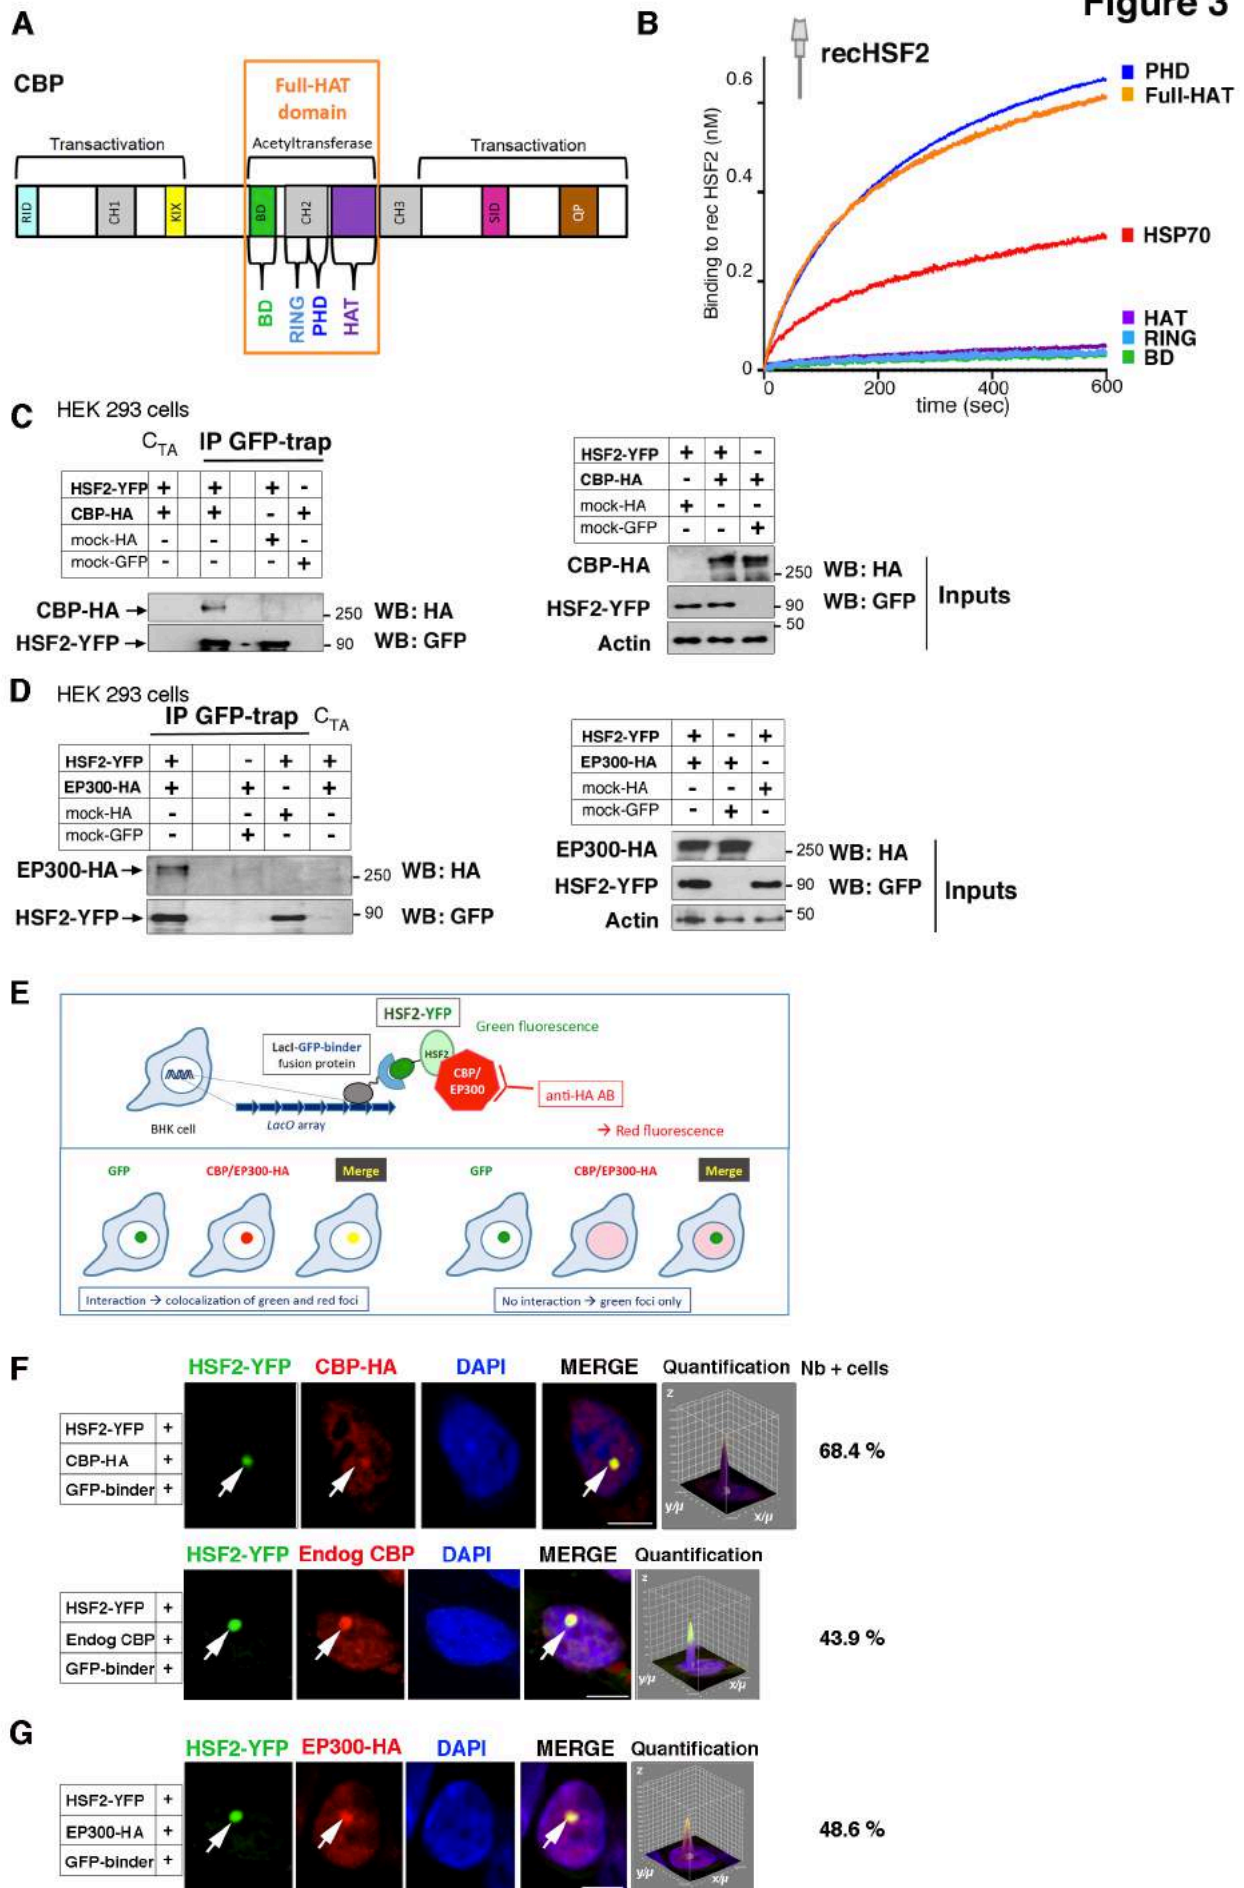 Figure 3
A
CBP
Full-HAT
domain
Transactivation
Acetyltransferase
Transactivation
RID
CH1
KIX
BD
CH2
CH3
SID
QP
BD
RING
PHD
HAT
B
recHSF2
Binding to rec HSF2 (nM)
0.6
0.4
0.2
0
0
200
400
600
time (sec)
PHD
Full-HAT
HSP70
HAT
RING
BD
C
HEK 293 cells
CTA IP GFP-trap
HSF2-YFP + + + -
CBP-HA + + - +
mock-HA - - + -
mock-GFP - - - +
CBP-HA → - 250 WB: HA
HSF2-YFP → - 90 WB: GFP
HSF2-YFP + + -
CBP-HA - + +
mock-HA + - -
mock-GFP - - +
CBP-HA - 250 WB: HA
HSF2-YFP - 90 WB: GFP
- 50
Actin
Inputs
D
HEK 293 cells
IP GFP-trap CTA
HSF2-YFP + - + +
EP300-HA + + - +
mock-HA - - + -
mock-GFP - + - -
EP300-HA → - 250 WB: HA
HSF2-YFP → - 90 WB: GFP
HSF2-YFP + - +
EP300-HA + + -
mock-HA - - +
mock-GFP - + -
EP300-HA - 250 WB: HA
HSF2-YFP - 90 WB: GFP
Actin - 50
Inputs
E
HSF2-YFP
Green fluorescence
LacI-GFP-binder
fusion protein
HSF2
CBP/
EP300
anti-HA AB
BHK cell
LacO array
→ Red fluorescence
GFP CBP/EP300-HA Merge
GFP CBP/EP300-HA Merge
Interaction → colocalization of green and red foci
No interaction → green foci only
F
HSF2-YFP CBP-HA DAPI MERGE Quantification Nb + cells
HSF2-YFP +
CBP-HA +
GFP-binder +
z
y/µ
x/µ
68.4 %
HSF2-YFP Endog CBP DAPI MERGE Quantification
HSF2-YFP +
Endog CBP +
GFP-binder +
z
y/µ
x/µ
43.9 %
G
HSF2-YFP EP300-HA DAPI MERGE Quantification
HSF2-YFP +
EP300-HA +
GFP-binder +
z
y/µ
x/µ
48.6 %